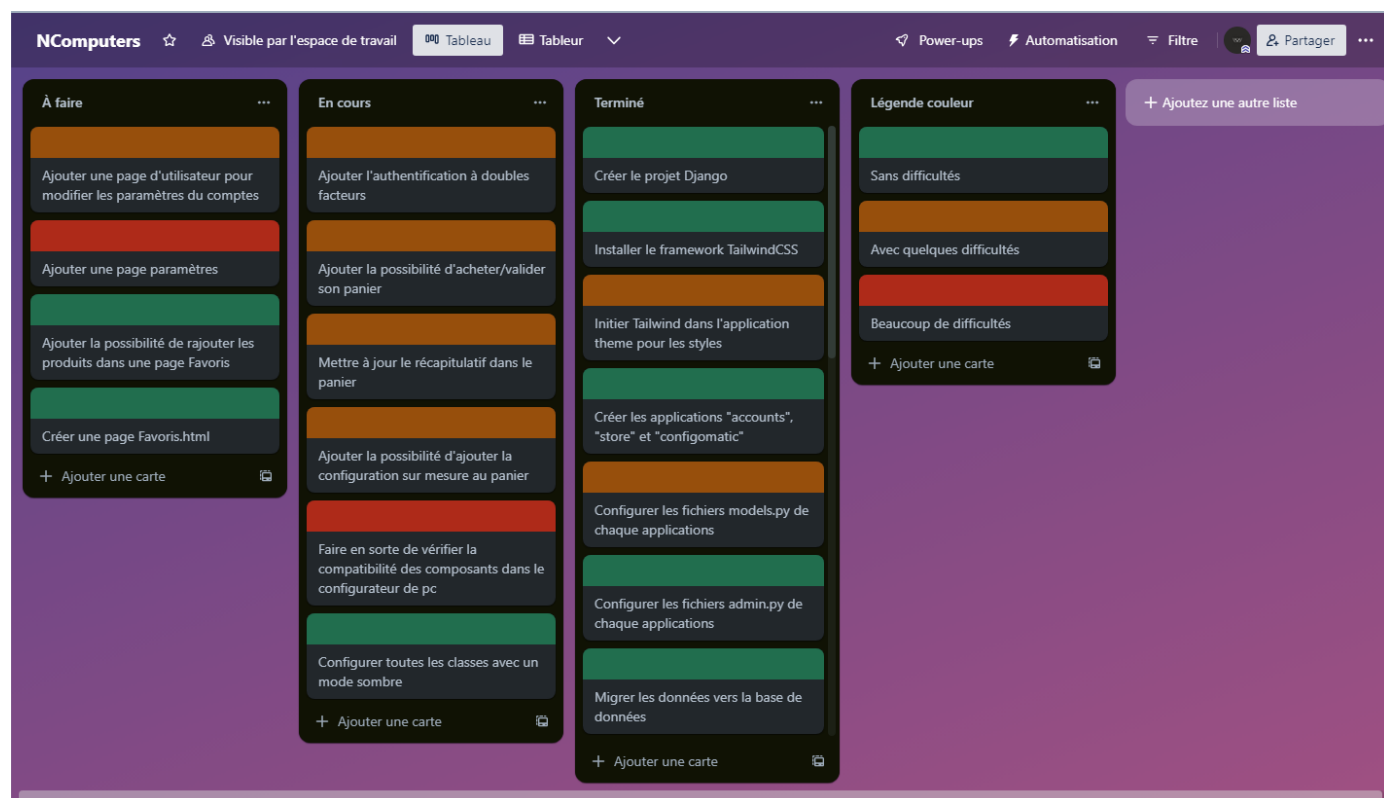 NComputers
Visible par l'espace de travail
Tableau
Tableur
Power-ups
Automatisation
Filtre
Partager
À faire
Ajouter une page d'utilisateur pour
modifier les paramètres du comptes
Ajouter une page paramètres
Ajouter la possibilité de rajouter les
produits dans une page Favoris
Créer une page Favoris.html
+ Ajouter une carte
En cours
Ajouter l'authentification à doubles
facteurs
Ajouter la possibilité d'acheter/valider
son panier
Mettre à jour le récapitulatif dans le
panier
Ajouter la possibilité d'ajouter la
configuration sur mesure au panier
Faire en sorte de vérifier la
compatibilité des composants dans le
configurateur de pc
Configurer toutes les classes avec un
mode sombre
+ Ajouter une carte
Terminé
Créer le projet Django
Installer le framework TailwindCSS
Initier Tailwind dans l'application
theme pour les styles
Créer les applications "accounts",
"store" et "configomatic"
Configurer les fichiers models.py de
chaque applications
Configurer les fichiers admin.py de
chaque applications
Migrer les données vers la base de
données
+ Ajouter une carte
Légende couleur
Sans difficultés
Avec quelques difficultés
Beaucoup de difficultés
+ Ajouter une carte
+ Ajoutez une autre liste